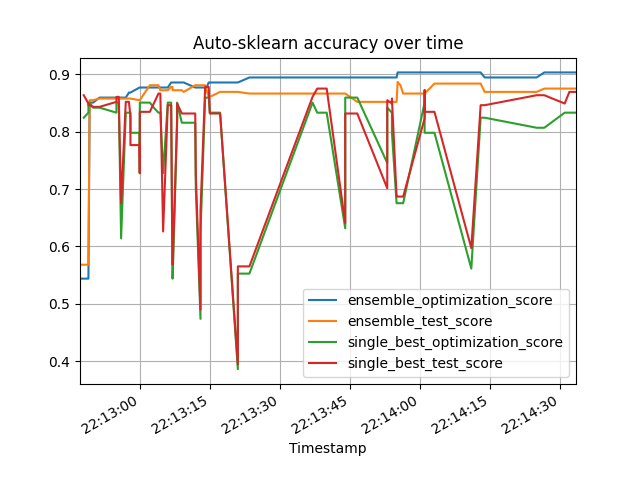 Auto-sklearn accuracy over time
0.9
0.8
0.7
0.6
0.5
0.4
ensemble_optimization_score
ensemble_test_score
single_best_optimization_score
single_best_test_score
22:13:00
22:13:15
22:13:30
22:13:45
22:14:00
22:14:15
22:14:30
Timestamp